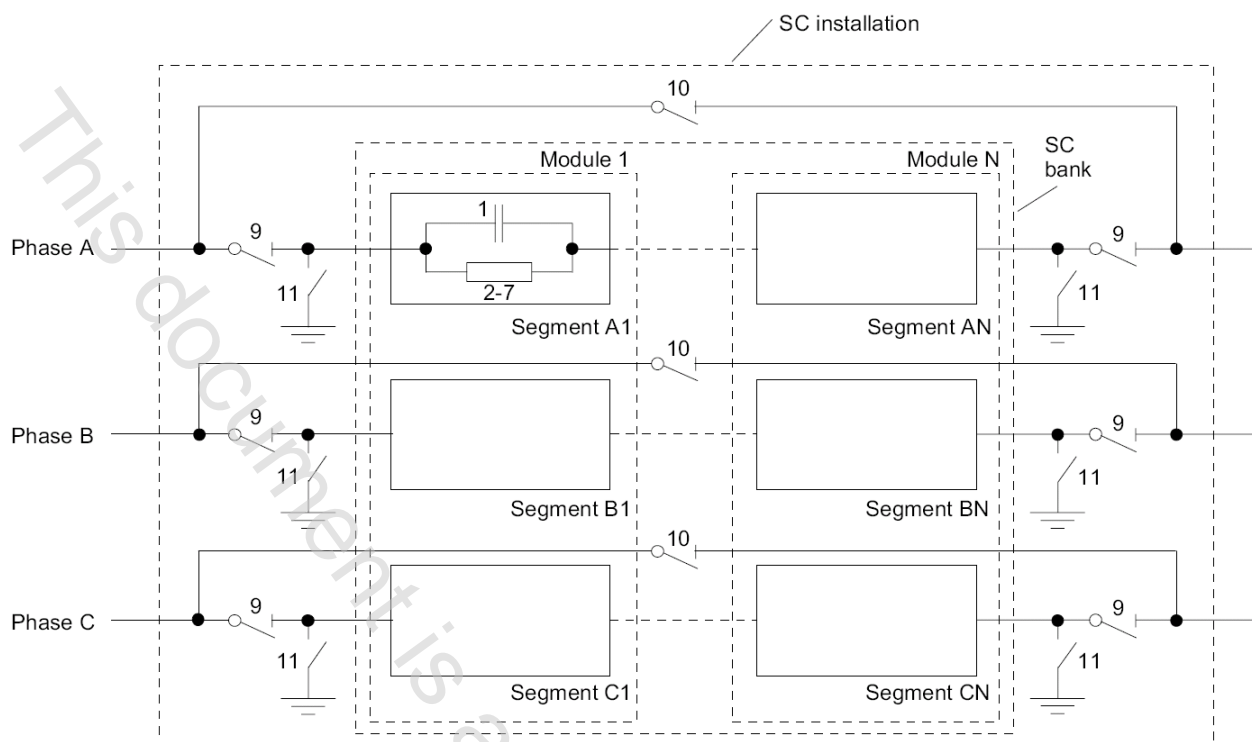 SC installation
10
Module 1
Module N
SC
bank
1
Phase A
9
9
11
2-7
11
Segment A1
Segment AN
10
Phase B
9
9
11
11
Segment B1
Segment BN
10
Phase C
9
9
11
11
Segment C1
Segment CN
This document is a